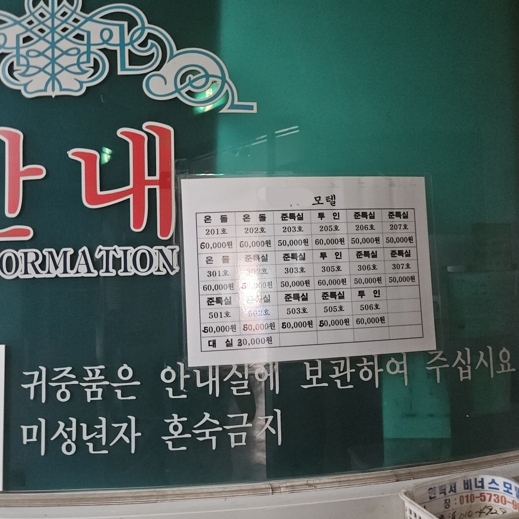 안내
FORMATION
모텔
온돌 온돌 준특실 투인 준특실 준특실
201호 202호 203호 205호 206호 207호
60,000원 60,000원 50,000원 60,000원 50,000원 50,000원
온돌 준특실 준특실 투인 준특실 준특실
301호 302호 303호 305호 306호 307호
60,000원 50,000원 50,000원 60,000원 50,000원 50,000원
준특실 준특실 준특실 준특실 투인
501호 502호 503호 505호 506호
50,000원 50,000원 50,000원 50,000원 60,000원
대실 30,000원
귀중품은 안내실에 보관하여 주십시요
미성년자 혼숙금지
비너스모
010-5730-